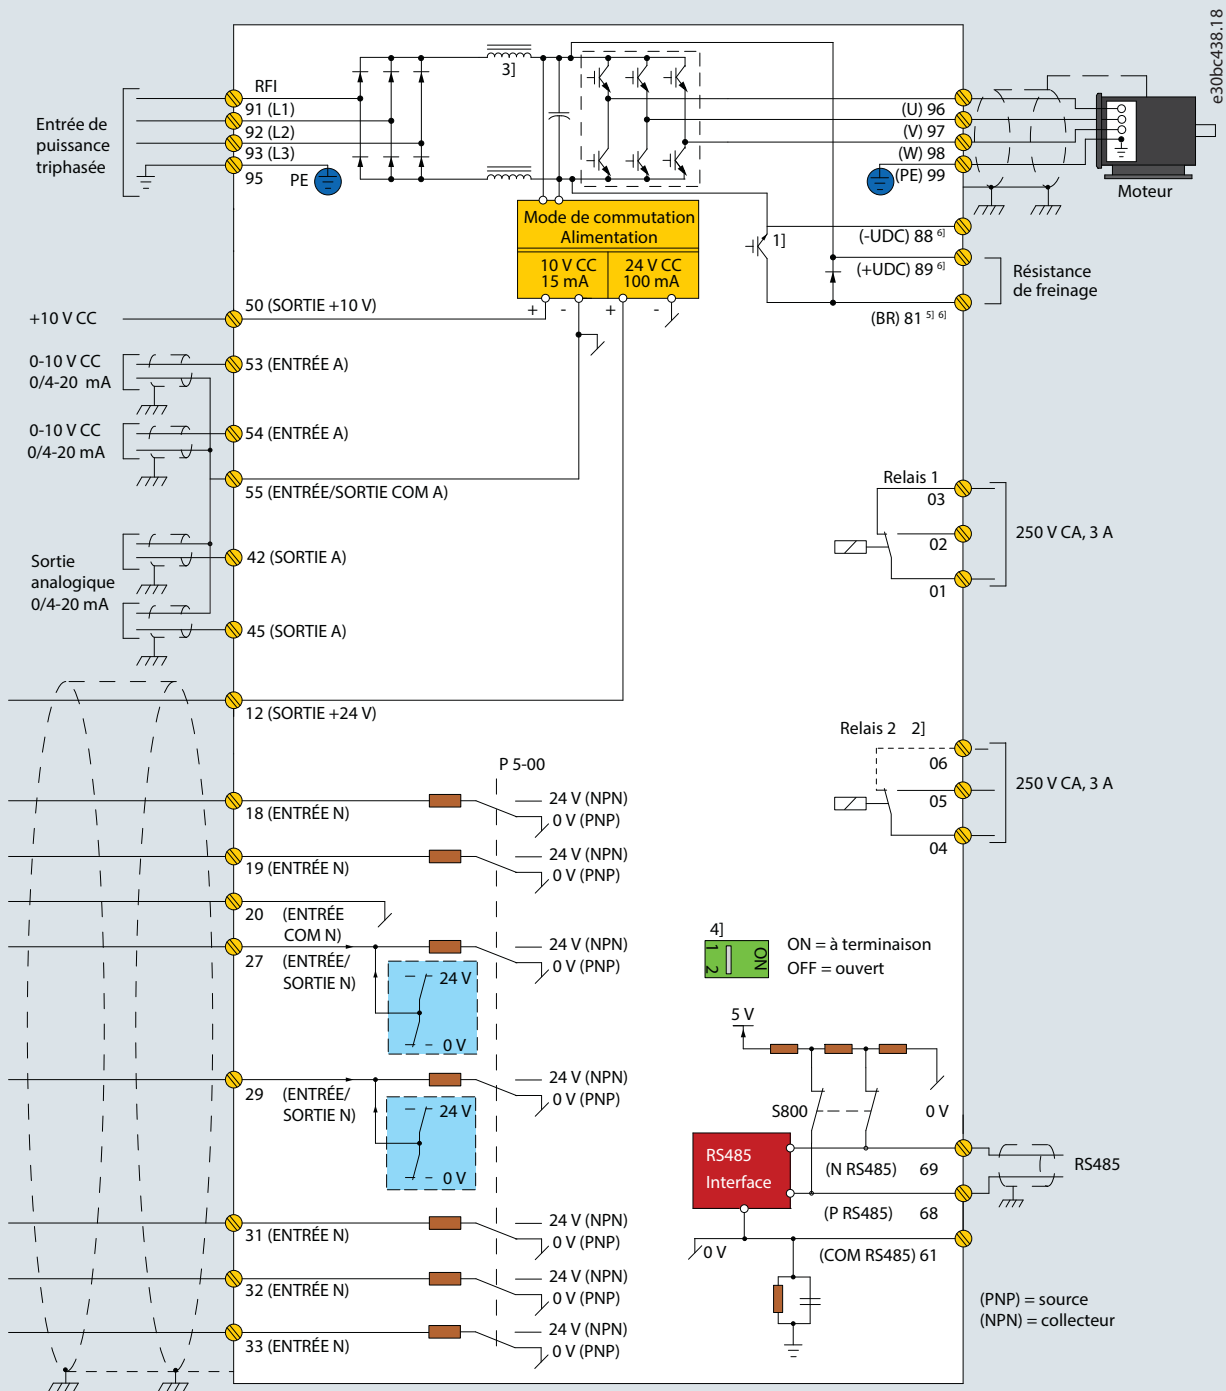 e30bc438.18
Entrée de
puissance
triphasée
RFI
91 (L1)
92 (L2)
93 (L3)
95
PE
3]
(U) 96
(V) 97
(W) 98
(PE) 99
Moteur
Mode de commutation
Alimentation
10 V CC
15 mA
24 V CC
100 mA
+ - + -
1]
(-UDC) 88 6]
(+UDC) 89 6]
(BR) 81 5] 6]
Résistance
de freinage
+10 V CC
50 (SORTIE +10 V)
0-10 V CC
0/4-20 mA
53 (ENTRÉE A)
0-10 V CC
0/4-20 mA
54 (ENTRÉE A)
55 (ENTRÉE/SORTIE COM A)
Sortie
analogique
0/4-20 mA
42 (SORTIE A)
45 (SORTIE A)
12 (SORTIE +24 V)
Relais 1
03
02
01
250 V CA, 3 A
Relais 2 2]
06
05
04
250 V CA, 3 A
P 5-00
18 (ENTRÉE N)
24 V (NPN)
0 V (PNP)
19 (ENTRÉE N)
24 V (NPN)
0 V (PNP)
20 (ENTRÉE
COM N)
27 (ENTRÉE/
SORTIE N)
24 V (NPN)
0 V (PNP)
24 V
0 V
29 (ENTRÉE/
SORTIE N)
24 V (NPN)
0 V (PNP)
24 V
0 V
31 (ENTRÉE N)
24 V (NPN)
0 V (PNP)
32 (ENTRÉE N)
24 V (NPN)
0 V (PNP)
33 (ENTRÉE N)
24 V (NPN)
0 V (PNP)
4]
1 2
ON
ON = à terminaison
OFF = ouvert
5 V
S800
0 V
RS485
Interface
(N RS485) 69
(P RS485) 68
RS485
0 V
(COM RS485) 61
(PNP) = source
(NPN) = collecteur